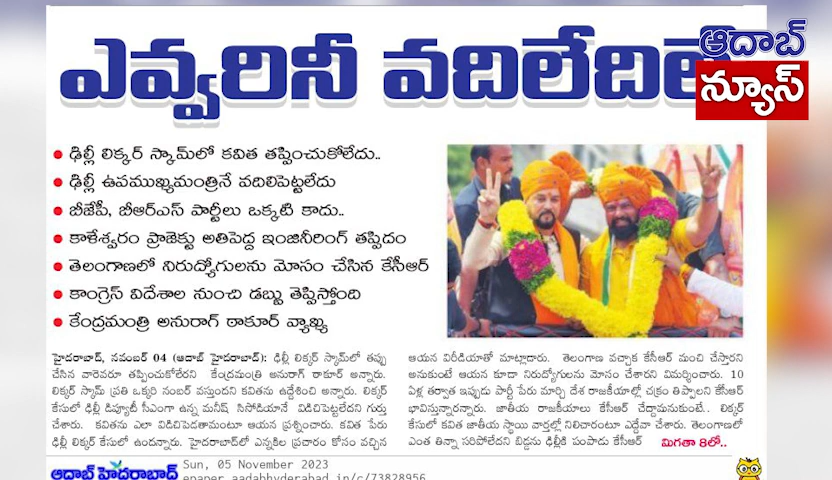 ఎవ్వరినీ
ఆదాబ్
న్యూస్
• ఢిల్లీ లిక్కర్ స్కామ్‌లో కవిత తప్పించుకోలేదు..
• ఢిల్లీ ఉపముఖ్యమంత్రినే వదిలిపెట్టలేదు
• బీజేపీ, బీఆర్ఎస్ పార్టీలు ఒక్కటి కాదు..
• కాళేశ్వరం ప్రాజెక్టు అతిపెద్ద ఇంజినీరింగ్ తప్పిదం
• తెలంగాణలో నిరుద్యోగులను మోసం చేసిన కేసీఆర్
• కాంగ్రెస్ విదేశాల నుంచి డబ్బు తెప్పిస్తోంది
• కేంద్రమంత్రి అనురాగ్ ఠాకూర్ వ్యాఖ్య
హైదరాబాద్, నవంబర్ 04 (ఆదాబ్ హైదరాబాద్): ఢిల్లీ లిక్కర్ స్కామ్‌లో తప్పు
చేసిన వారెవరూ తప్పించుకోలేరని కేంద్రమంత్రి అనురాగ్ ఠాకూర్ అన్నారు.
లిక్కర్ స్కామ్ ప్రతి ఒక్కరి నంబర్ వస్తుందని కవితను ఉద్దేశించి అన్నారు. లిక్కర్
కేసులో ఢిల్లీ డిప్యూటీ సీఎంగా ఉన్న మనీష్ సిసోడియానే విడిచిపెట్టలేదని గుర్తు
చేశారు. కవితను ఎలా విడిచిపెడతామంటూ ఆయన ప్రశ్నించారు. కవిత పేరు
ఢిల్లీ లిక్కర్ కేసులో ఉందన్నారు. హైదరాబాద్‌లో ఎన్నకిల ప్రచారం కోసం వచ్చిన
ఆయన విరీడియాతో మాట్లాడారు. తెలంగాణ వచ్చాక కేసీఆర్ మంచి చేస్తారని
అనుకుంటే ఆయన కూడా నిరుద్యోగులను మోసం చేశారని విమర్శించారు. 10
ఏళ్ల తర్వాత ఇప్పుడు పార్టీ పేరు మార్చి దేశ రాజకీయాల్లో చక్రం తిప్పాలని కేసీఆర్
భావిస్తున్నారన్నారు. జాతీయ రాజకీయాలు కేసీఆర్ చేద్దామనుకుంటే.. లిక్కర్
కేసులో కవిత జాతీయ స్థాయి వార్తల్లో నిలిచారంటూ ఎద్దేవా చేశారు. తెలంగాణలో
ఎంత తిన్నా సరిపోలేదని బిడ్డను ఢిల్లీకి పంపాడు కేసీఆర్ మిగతా 8లో..
ఆదాబ్ హైదరాబాద్ Sun, 05 November 2023
epaper.aadabhyderabad.in/c/73828956